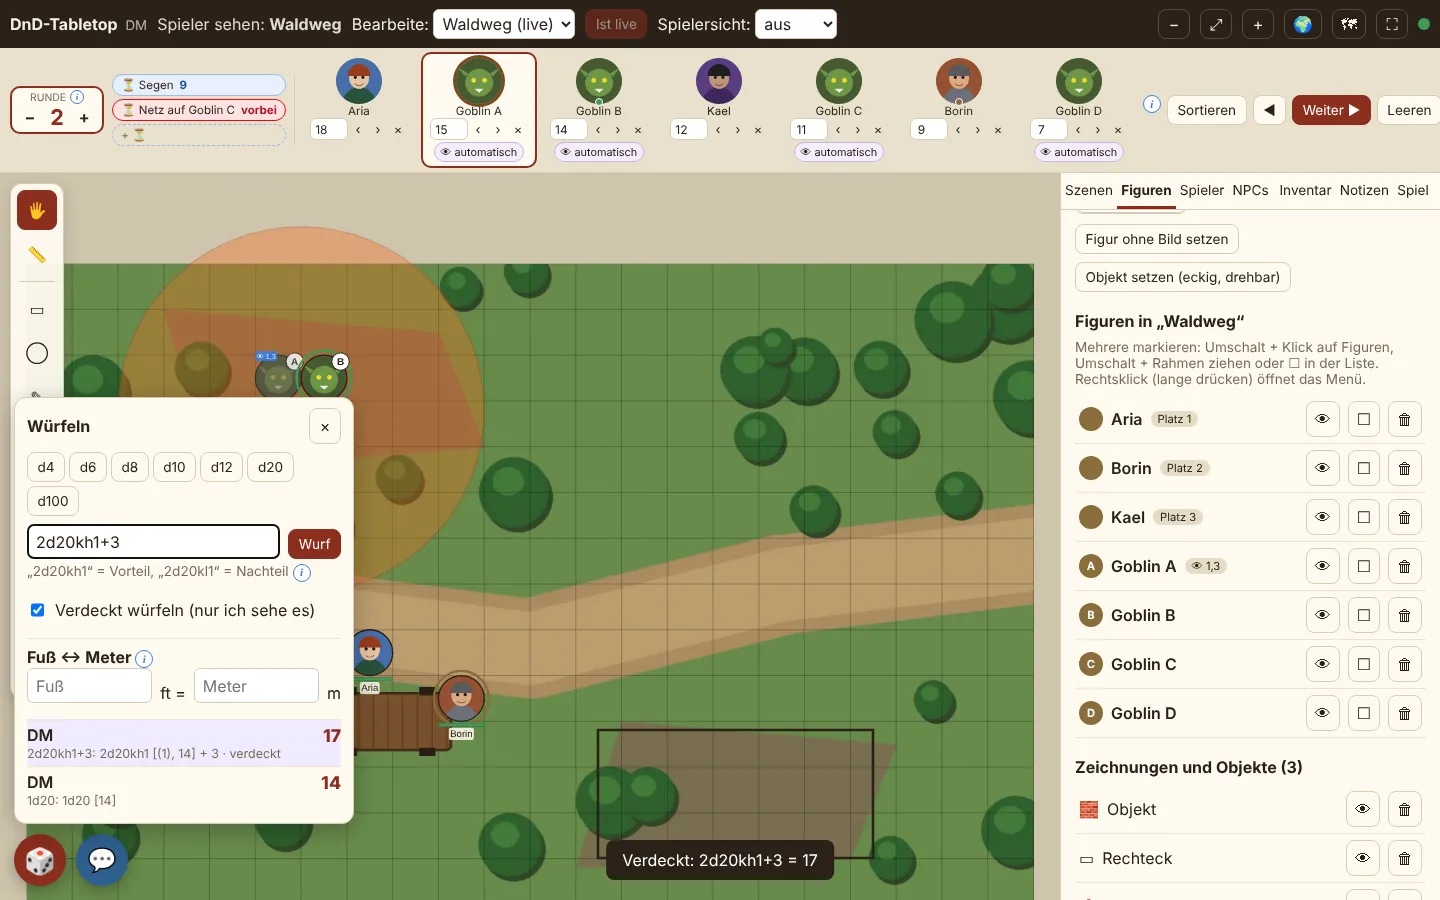 DnD-Tabletop DM Spieler sehen: Waldweg Bearbeite: Waldweg (live) Ist live Spielersicht: aus
RUNDE i
− 2 +
Segen 9
Netz auf Goblin C vorbei
+
Aria
18 ‹ › ×
Goblin A
15 ‹ › ×
automatisch
Goblin B
14 ‹ › ×
automatisch
Kael
12 ‹ › ×
Goblin C
11 ‹ › ×
automatisch
Borin
9 ‹ › ×
Goblin D
7 ‹ › ×
automatisch
i Sortieren ◀ Weiter ▶ Leeren
1,3 A B
Würfeln ×
d4 d6 d8 d10 d12 d20
d100
2d20kh1+3 Wurf
„2d20kh1“ = Vorteil, „2d20kl1“ = Nachteil i
Verdeckt würfeln (nur ich sehe es)
Fuß ↔ Meter i
Fuß ft = Meter m
DM 17
2d20kh1+3: 2d20kh1 [(1), 14] + 3 · verdeckt
DM 14
1d20: 1d20 [14]
Aria
Borin
Verdeckt: 2d20kh1+3 = 17
Szenen Figuren Spieler NPCs Inventar Notizen Spiel
Figur ohne Bild setzen
Objekt setzen (eckig, drehbar)
Figuren in „Waldweg“
Mehrere markieren: Umschalt + Klick auf Figuren,
Umschalt + Rahmen ziehen oder ☐ in der Liste.
Rechtsklick (lange drücken) öffnet das Menü.
Aria Platz 1
Borin Platz 2
Kael Platz 3
A Goblin A 1,3
B Goblin B
C Goblin C
D Goblin D
Zeichnungen und Objekte (3)
Objekt
Rechteck